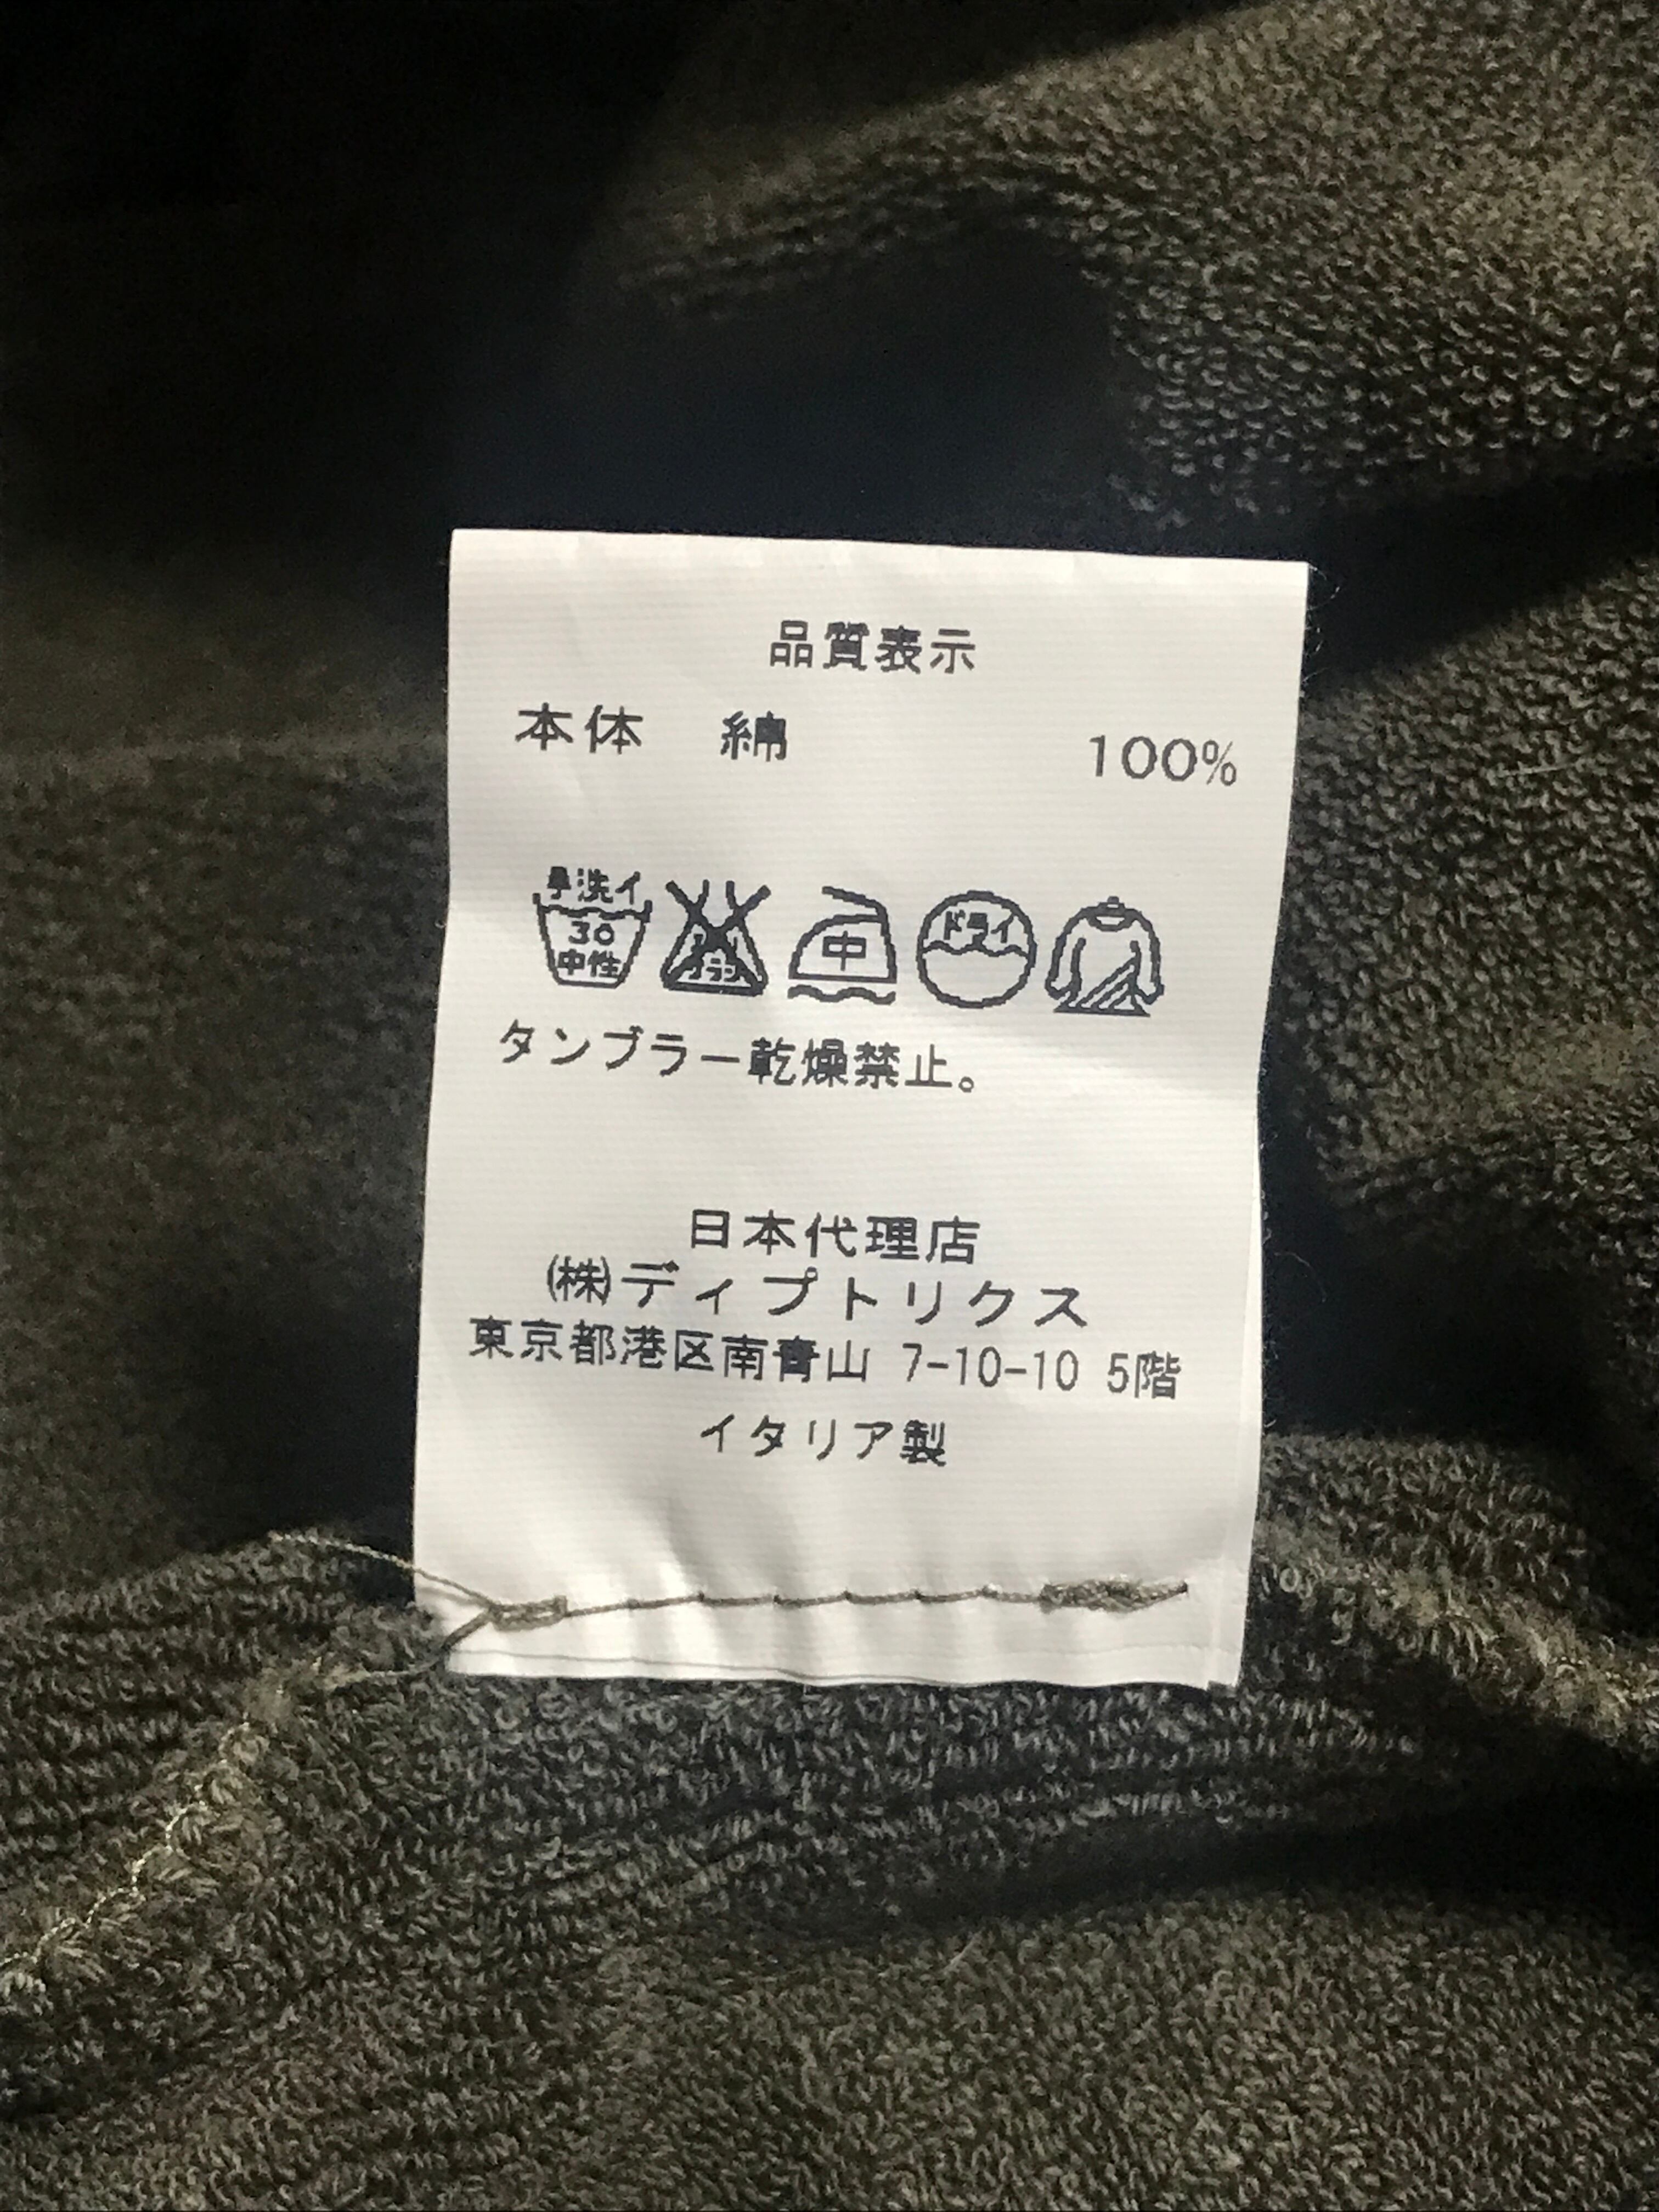 品質表示
本体 綿 100%
手洗イ ドライ
30 中
中性 エンソサラシ
タンブラー乾燥禁止。
日本代理店
(株)ディプトリクス
東京都港区南青山 7-10-10 5階
イタリア製